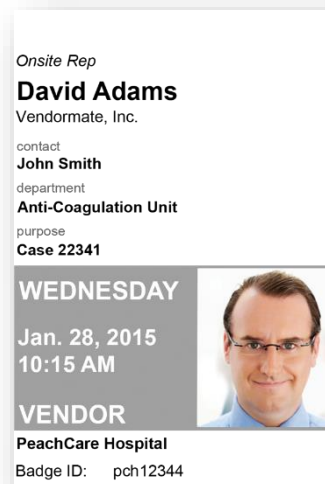 Onsite Rep
David Adams
Vendormate, Inc.
contact
John Smith
department
Anti-Coagulation Unit
purpose
Case 22341
WEDNESDAY
Jan. 28, 2015
10:15 AM
VENDOR
PeachCare Hospital
Badge ID: pch12344